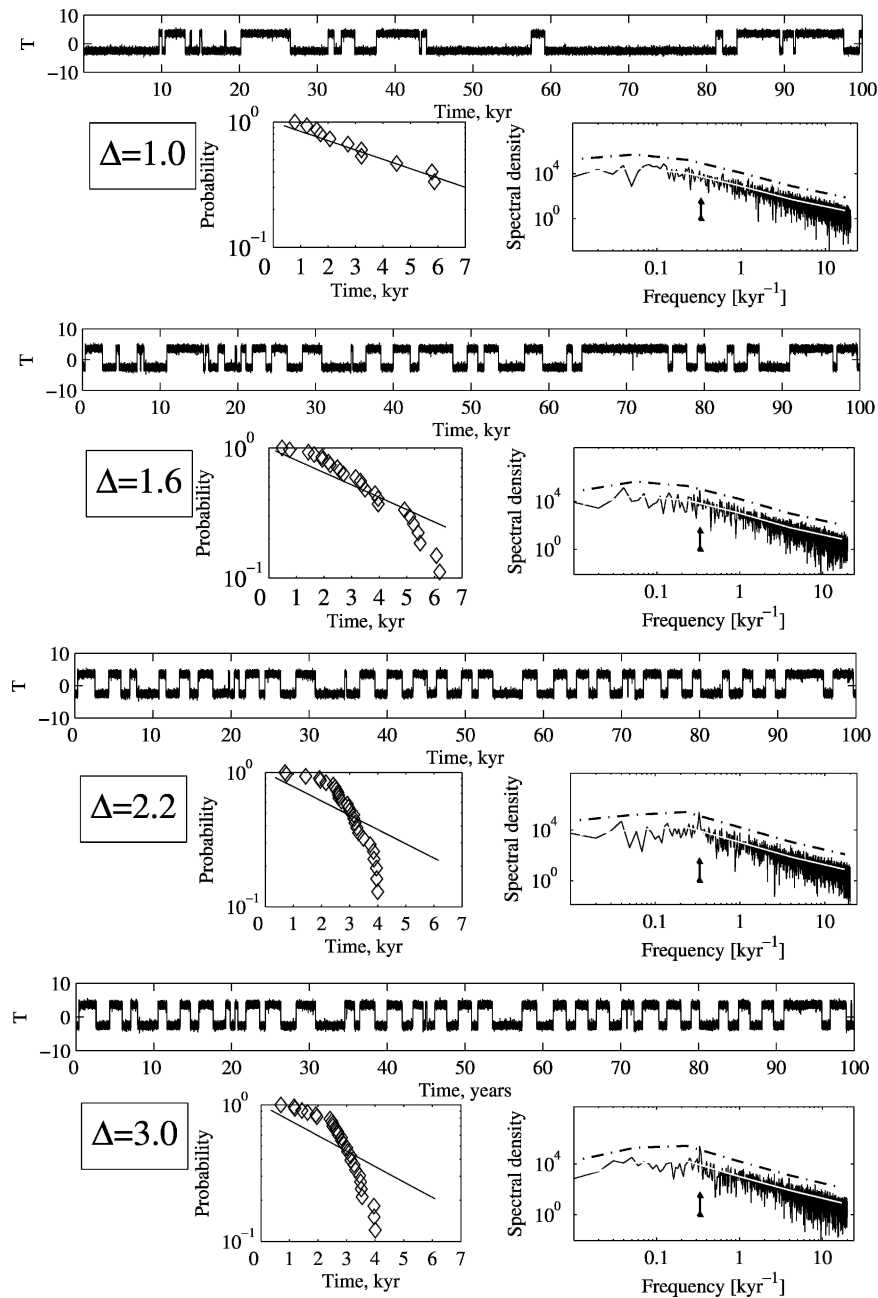 10
0
−10
T
10 20 30 40 50 60 70 80 90 100
Time, kyr
Δ=1.0
10^0
10^-1
Probability
0 1 2 3 4 5 6 7
Time, kyr
10^4
10^0
Spectral density
0.1 1 10
Frequency [kyr^−1]
10
0
−10
T
0 10 20 30 40 50 60 70 80 90 100
Time, kyr
Δ=1.6
10^0
10^-1
Probability
0 1 2 3 4 5 6 7
Time, kyr
10^4
10^0
Spectral density
0.1 1 10
Frequency [kyr^−1]
10
0
−10
T
0 10 20 30 40 50 60 70 80 90 100
Time, kyr
Δ=2.2
10^0
10^-1
Probability
0 1 2 3 4 5 6 7
Time, kyr
10^4
10^0
Spectral density
0.1 1 10
Frequency [kyr^−1]
10
0
−10
T
0 10 20 30 40 50 60 70 80 90 100
Time, years
Δ=3.0
10^0
10^-1
Probability
0 1 2 3 4 5 6 7
Time, kyr
10^4
10^0
Spectral density
0.1 1 10
Frequency [kyr^−1]